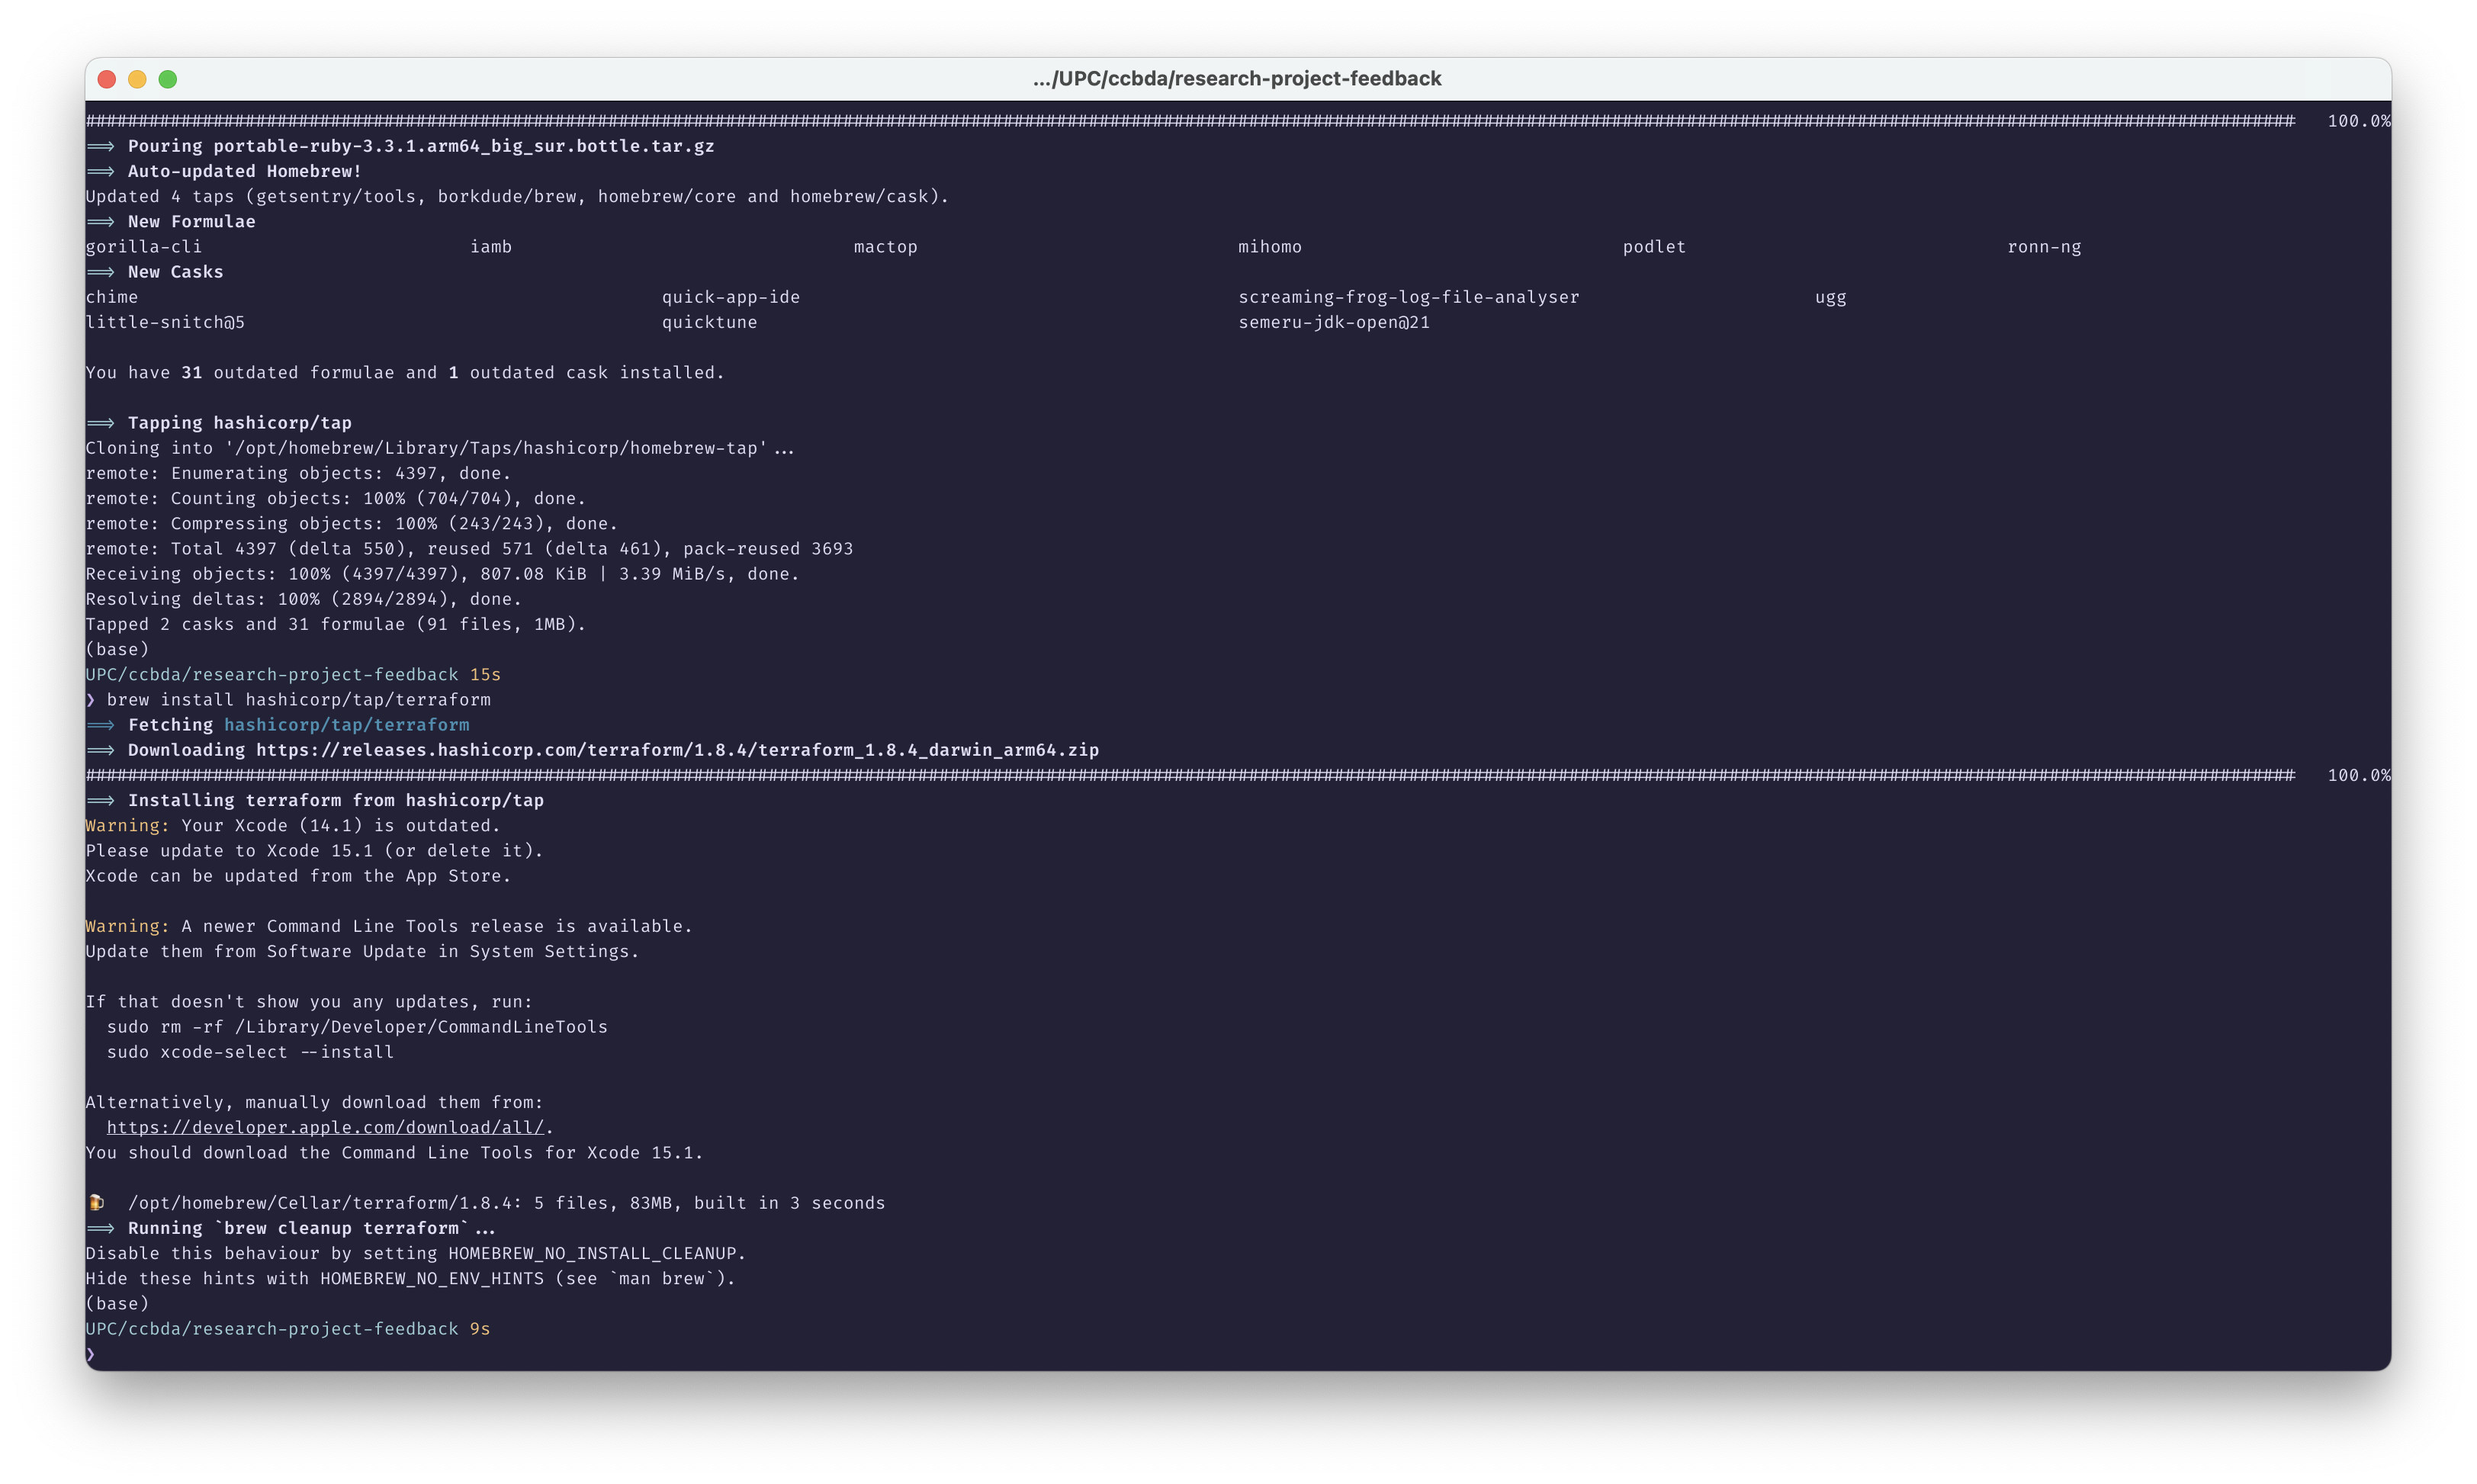 .../UPC/ccbda/research-project-feedback
################################################################################################################################################################################################################ 100.0%
==> Pouring portable-ruby-3.3.1.arm64_big_sur.bottle.tar.gz
==> Auto-updated Homebrew!
Updated 4 taps (getsentry/tools, borkdude/brew, homebrew/core and homebrew/cask).
==> New Formulae
gorilla-cli iamb mactop mihomo podlet ronn-ng
==> New Casks
chime quick-app-ide screaming-frog-log-file-analyser ugg
little-snitch@5 quicktune semeru-jdk-open@21
You have 31 outdated formulae and 1 outdated cask installed.
==> Tapping hashicorp/tap
Cloning into '/opt/homebrew/Library/Taps/hashicorp/homebrew-tap'...
remote: Enumerating objects: 4397, done.
remote: Counting objects: 100% (704/704), done.
remote: Compressing objects: 100% (243/243), done.
remote: Total 4397 (delta 550), reused 571 (delta 461), pack-reused 3693
Receiving objects: 100% (4397/4397), 807.08 KiB | 3.39 MiB/s, done.
Resolving deltas: 100% (2894/2894), done.
Tapped 2 casks and 31 formulae (91 files, 1MB).
(base)
UPC/ccbda/research-project-feedback 15s
❯ brew install hashicorp/tap/terraform
==> Fetching hashicorp/tap/terraform
==> Downloading https://releases.hashicorp.com/terraform/1.8.4/terraform_1.8.4_darwin_arm64.zip
################################################################################################################################################################################################################ 100.0%
==> Installing terraform from hashicorp/tap
Warning: Your Xcode (14.1) is outdated.
Please update to Xcode 15.1 (or delete it).
Xcode can be updated from the App Store.
Warning: A newer Command Line Tools release is available.
Update them from Software Update in System Settings.
If that doesn't show you any updates, run:
sudo rm -rf /Library/Developer/CommandLineTools
sudo xcode-select --install
Alternatively, manually download them from:
https://developer.apple.com/download/all/.
You should download the Command Line Tools for Xcode 15.1.
🍺 /opt/homebrew/Cellar/terraform/1.8.4: 5 files, 83MB, built in 3 seconds
==> Running `brew cleanup terraform`...
Disable this behaviour by setting HOMEBREW_NO_INSTALL_CLEANUP.
Hide these hints with HOMEBREW_NO_ENV_HINTS (see `man brew`).
(base)
UPC/ccbda/research-project-feedback 9s
❯